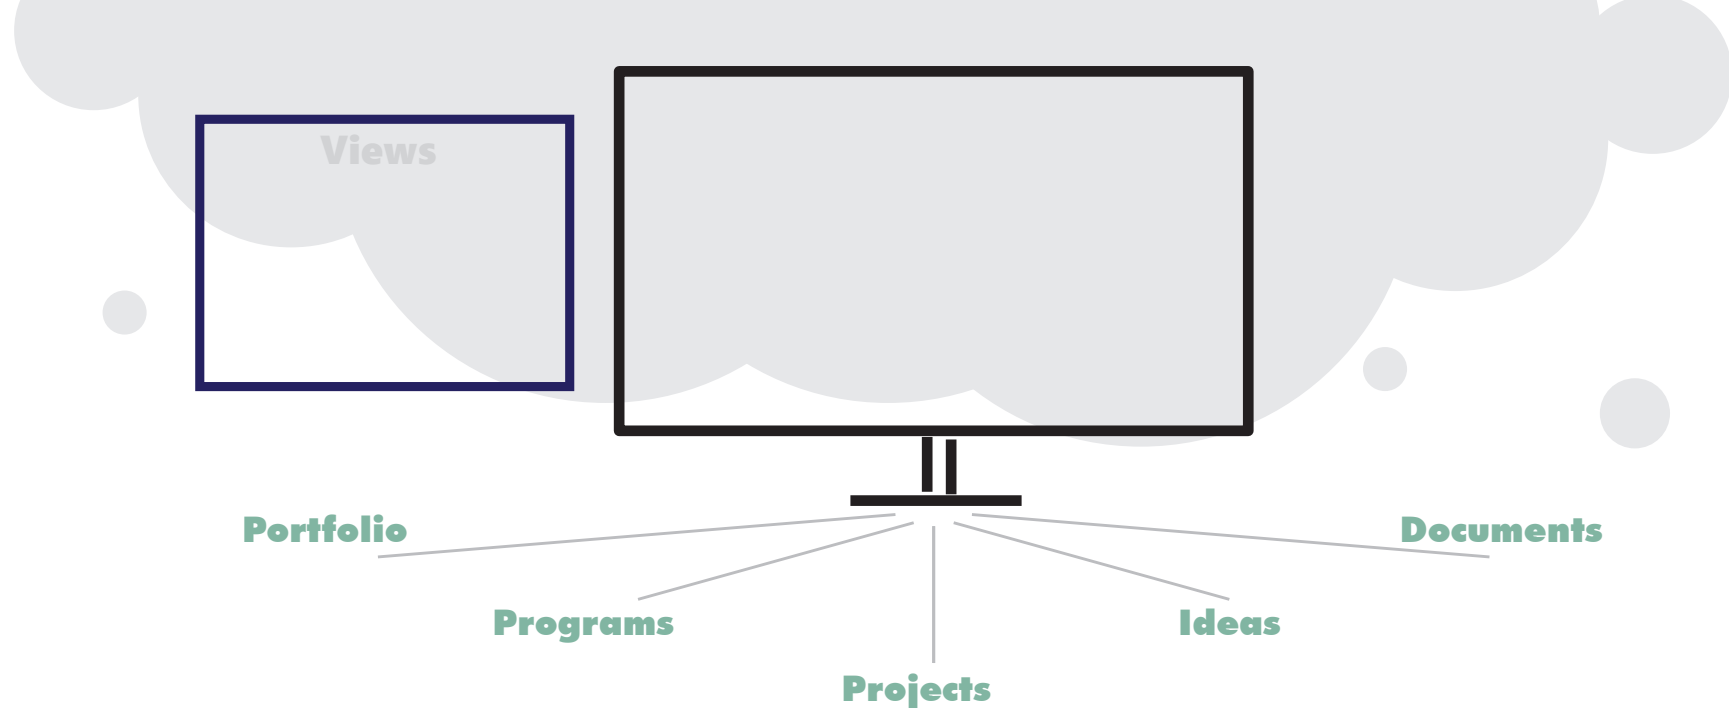 Views
Portfolio
Documents
Programs
Ideas
Projects